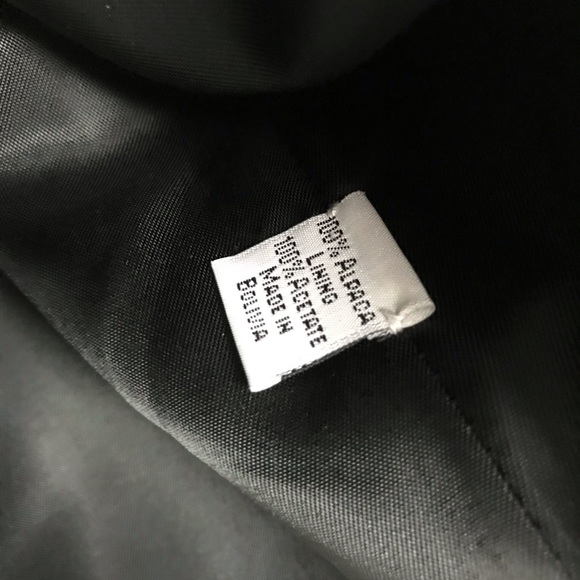 100% ALPACA
LINING
100% ACETATE
MADE IN
BOLIVIA